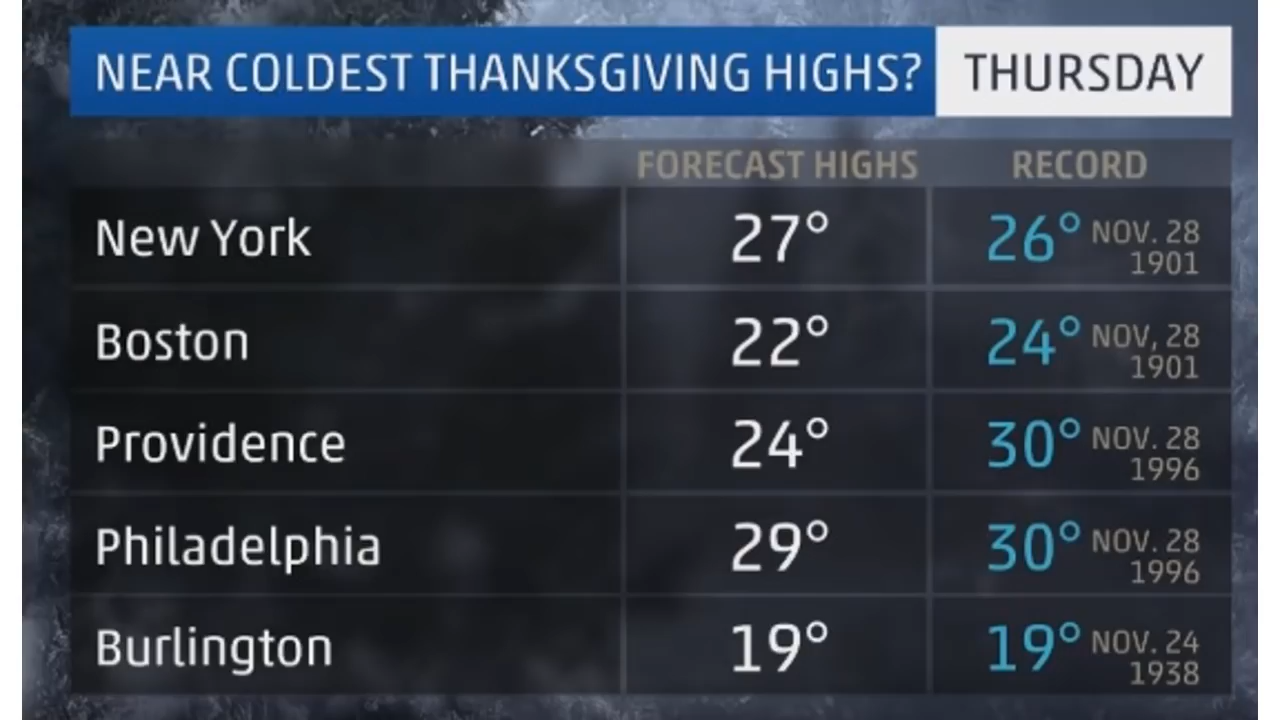 NEAR COLDEST THANKSGIVING HIGHS? THURSDAY
FORECAST HIGHS RECORD
New York 27° 26° NOV. 28
1901
Boston 22° 24° NOV, 28
1901
Providence 24° 30° NOV. 28
1996
Philadelphia 29° 30° NOV. 28
1996
Burlington 19° 19° NOV. 24
1938